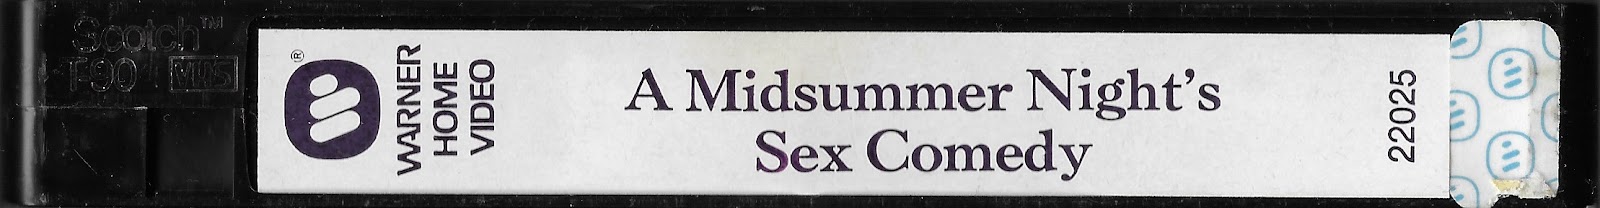 Scotch™
T-90 VHS
®
WARNER
HOME
VIDEO
A Midsummer Night's
Sex Comedy
22025